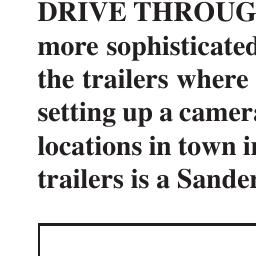 DRIVE THROUG
more sophisticated
the trailers where
setting up a camera
locations in town in
trailers is a Sander